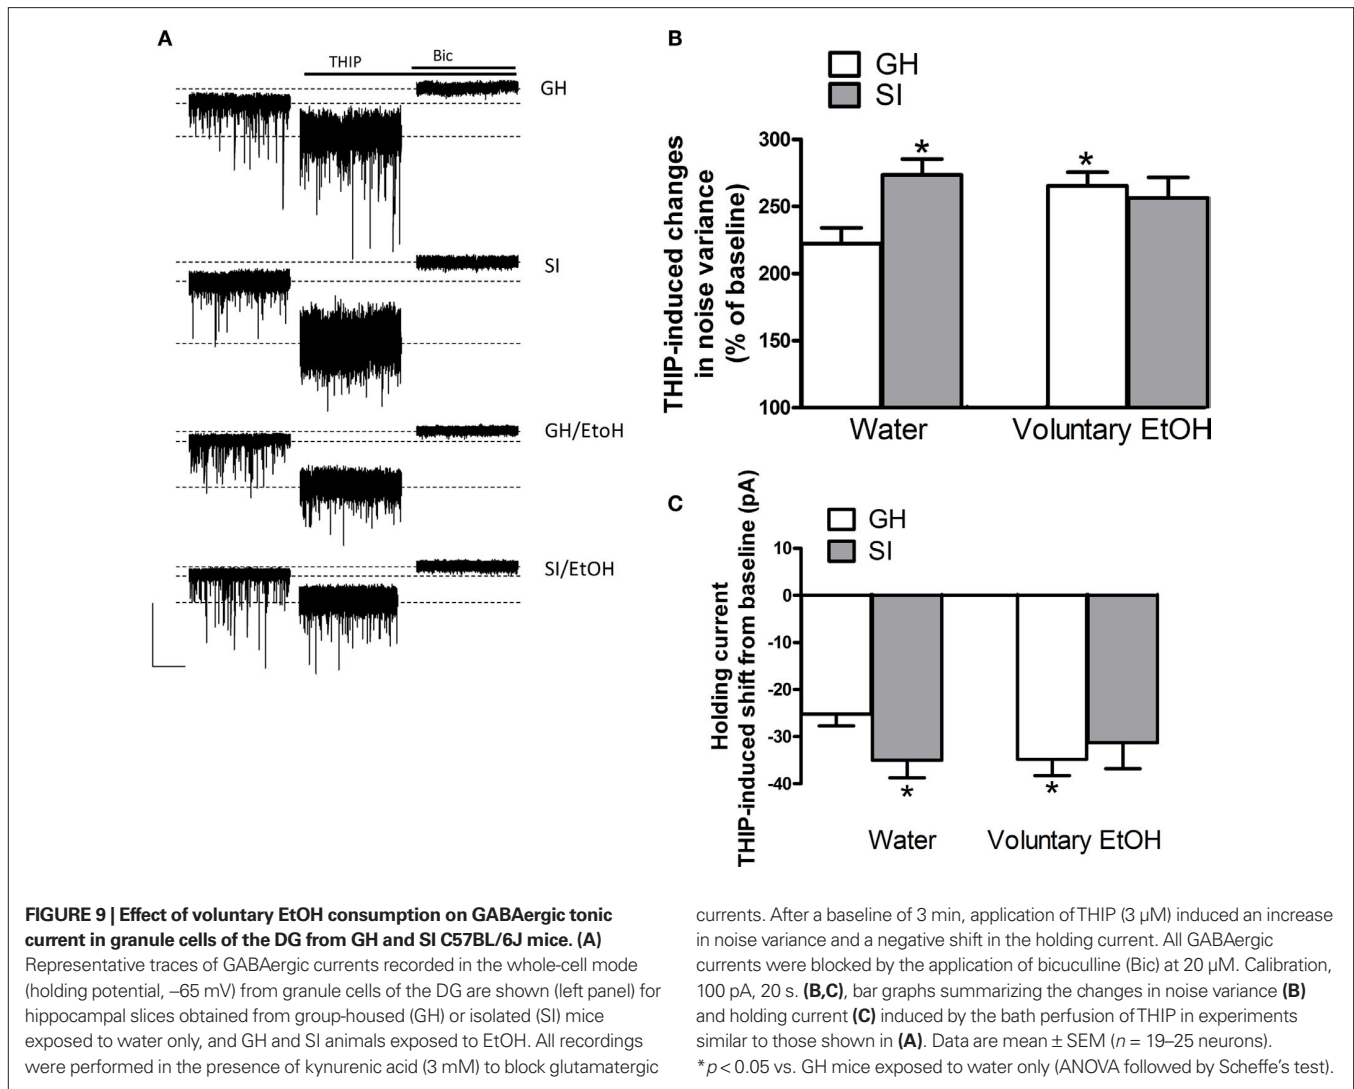 A
THIP
Bic
GH
SI
GH/EtoH
SI/EtOH
B
GH
SI
THIP-induced changes
in noise variance
(% of baseline)
300
250
200
150
100
Water
Voluntary EtOH
C
GH
SI
Holding current
THIP-induced shift from baseline (pA)
10
0
-10
-20
-30
-40
*
*
*
*
Water
Voluntary EtOH
FIGURE 9 | Effect of voluntary EtOH consumption on GABAergic tonic
current in granule cells of the DG from GH and SI C57BL/6J mice. (A)
Representative traces of GABAergic currents recorded in the whole-cell mode
(holding potential, –65 mV) from granule cells of the DG are shown (left panel) for
hippocampal slices obtained from group-housed (GH) or isolated (SI) mice
exposed to water only, and GH and SI animals exposed to EtOH. All recordings
were performed in the presence of kynurenic acid (3 mM) to block glutamatergic
currents. After a baseline of 3 min, application of THIP (3 μM) induced an increase
in noise variance and a negative shift in the holding current. All GABAergic
currents were blocked by the application of bicuculline (Bic) at 20 μM. Calibration,
100 pA, 20 s. (B,C), bar graphs summarizing the changes in noise variance (B)
and holding current (C) induced by the bath perfusion of THIP in experiments
similar to those shown in (A). Data are mean ± SEM (n = 19–25 neurons).
*p < 0.05 vs. GH mice exposed to water only (ANOVA followed by Scheffe's test).